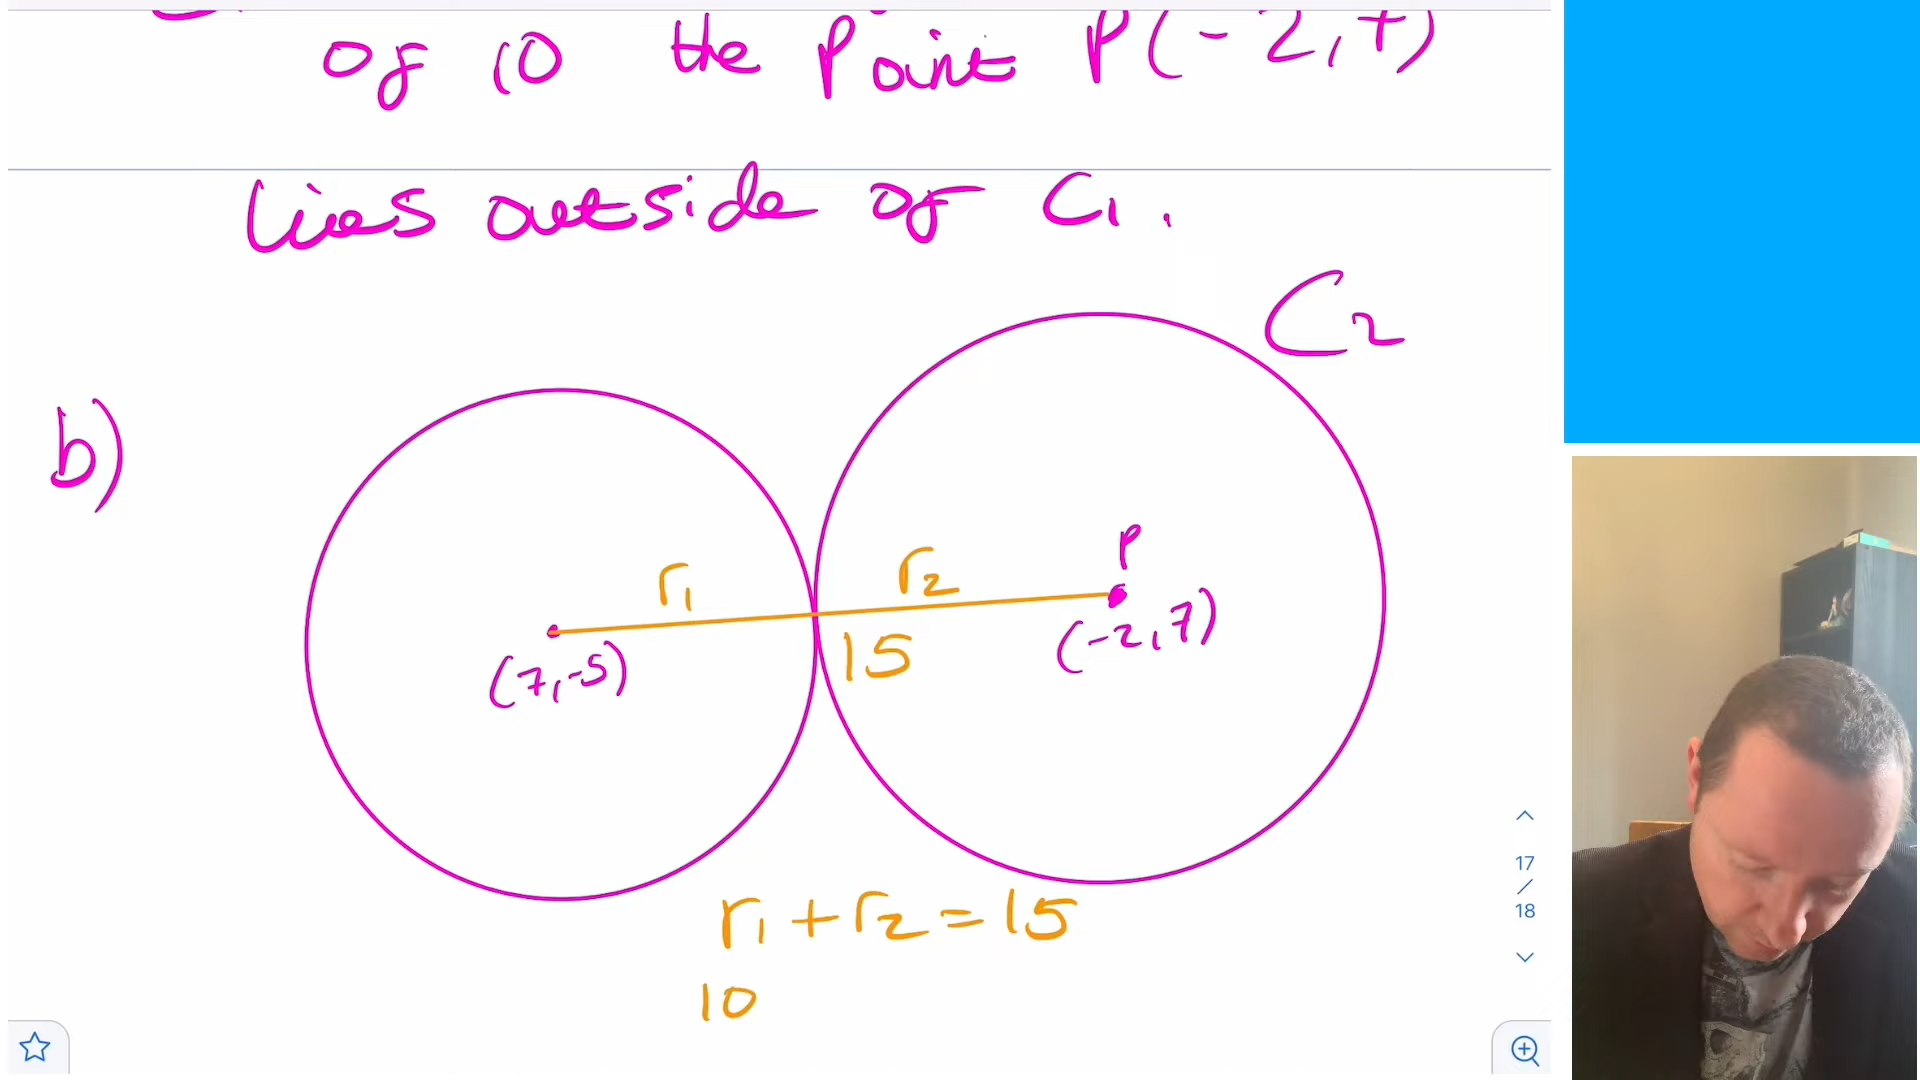 of 10 the point P(-2,7)
lies outside of C1.
C2
b)
P
r1 r2
(7,-5) 15 (-2,7)
r1 + r2 = 15
10
17
/
18